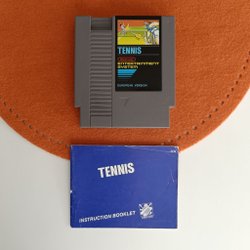 TENNIS
ENTERTAINMENT
SYSTEM
EUROPEAN VERSION
TENNIS
INSTRUCTION BOOKLET